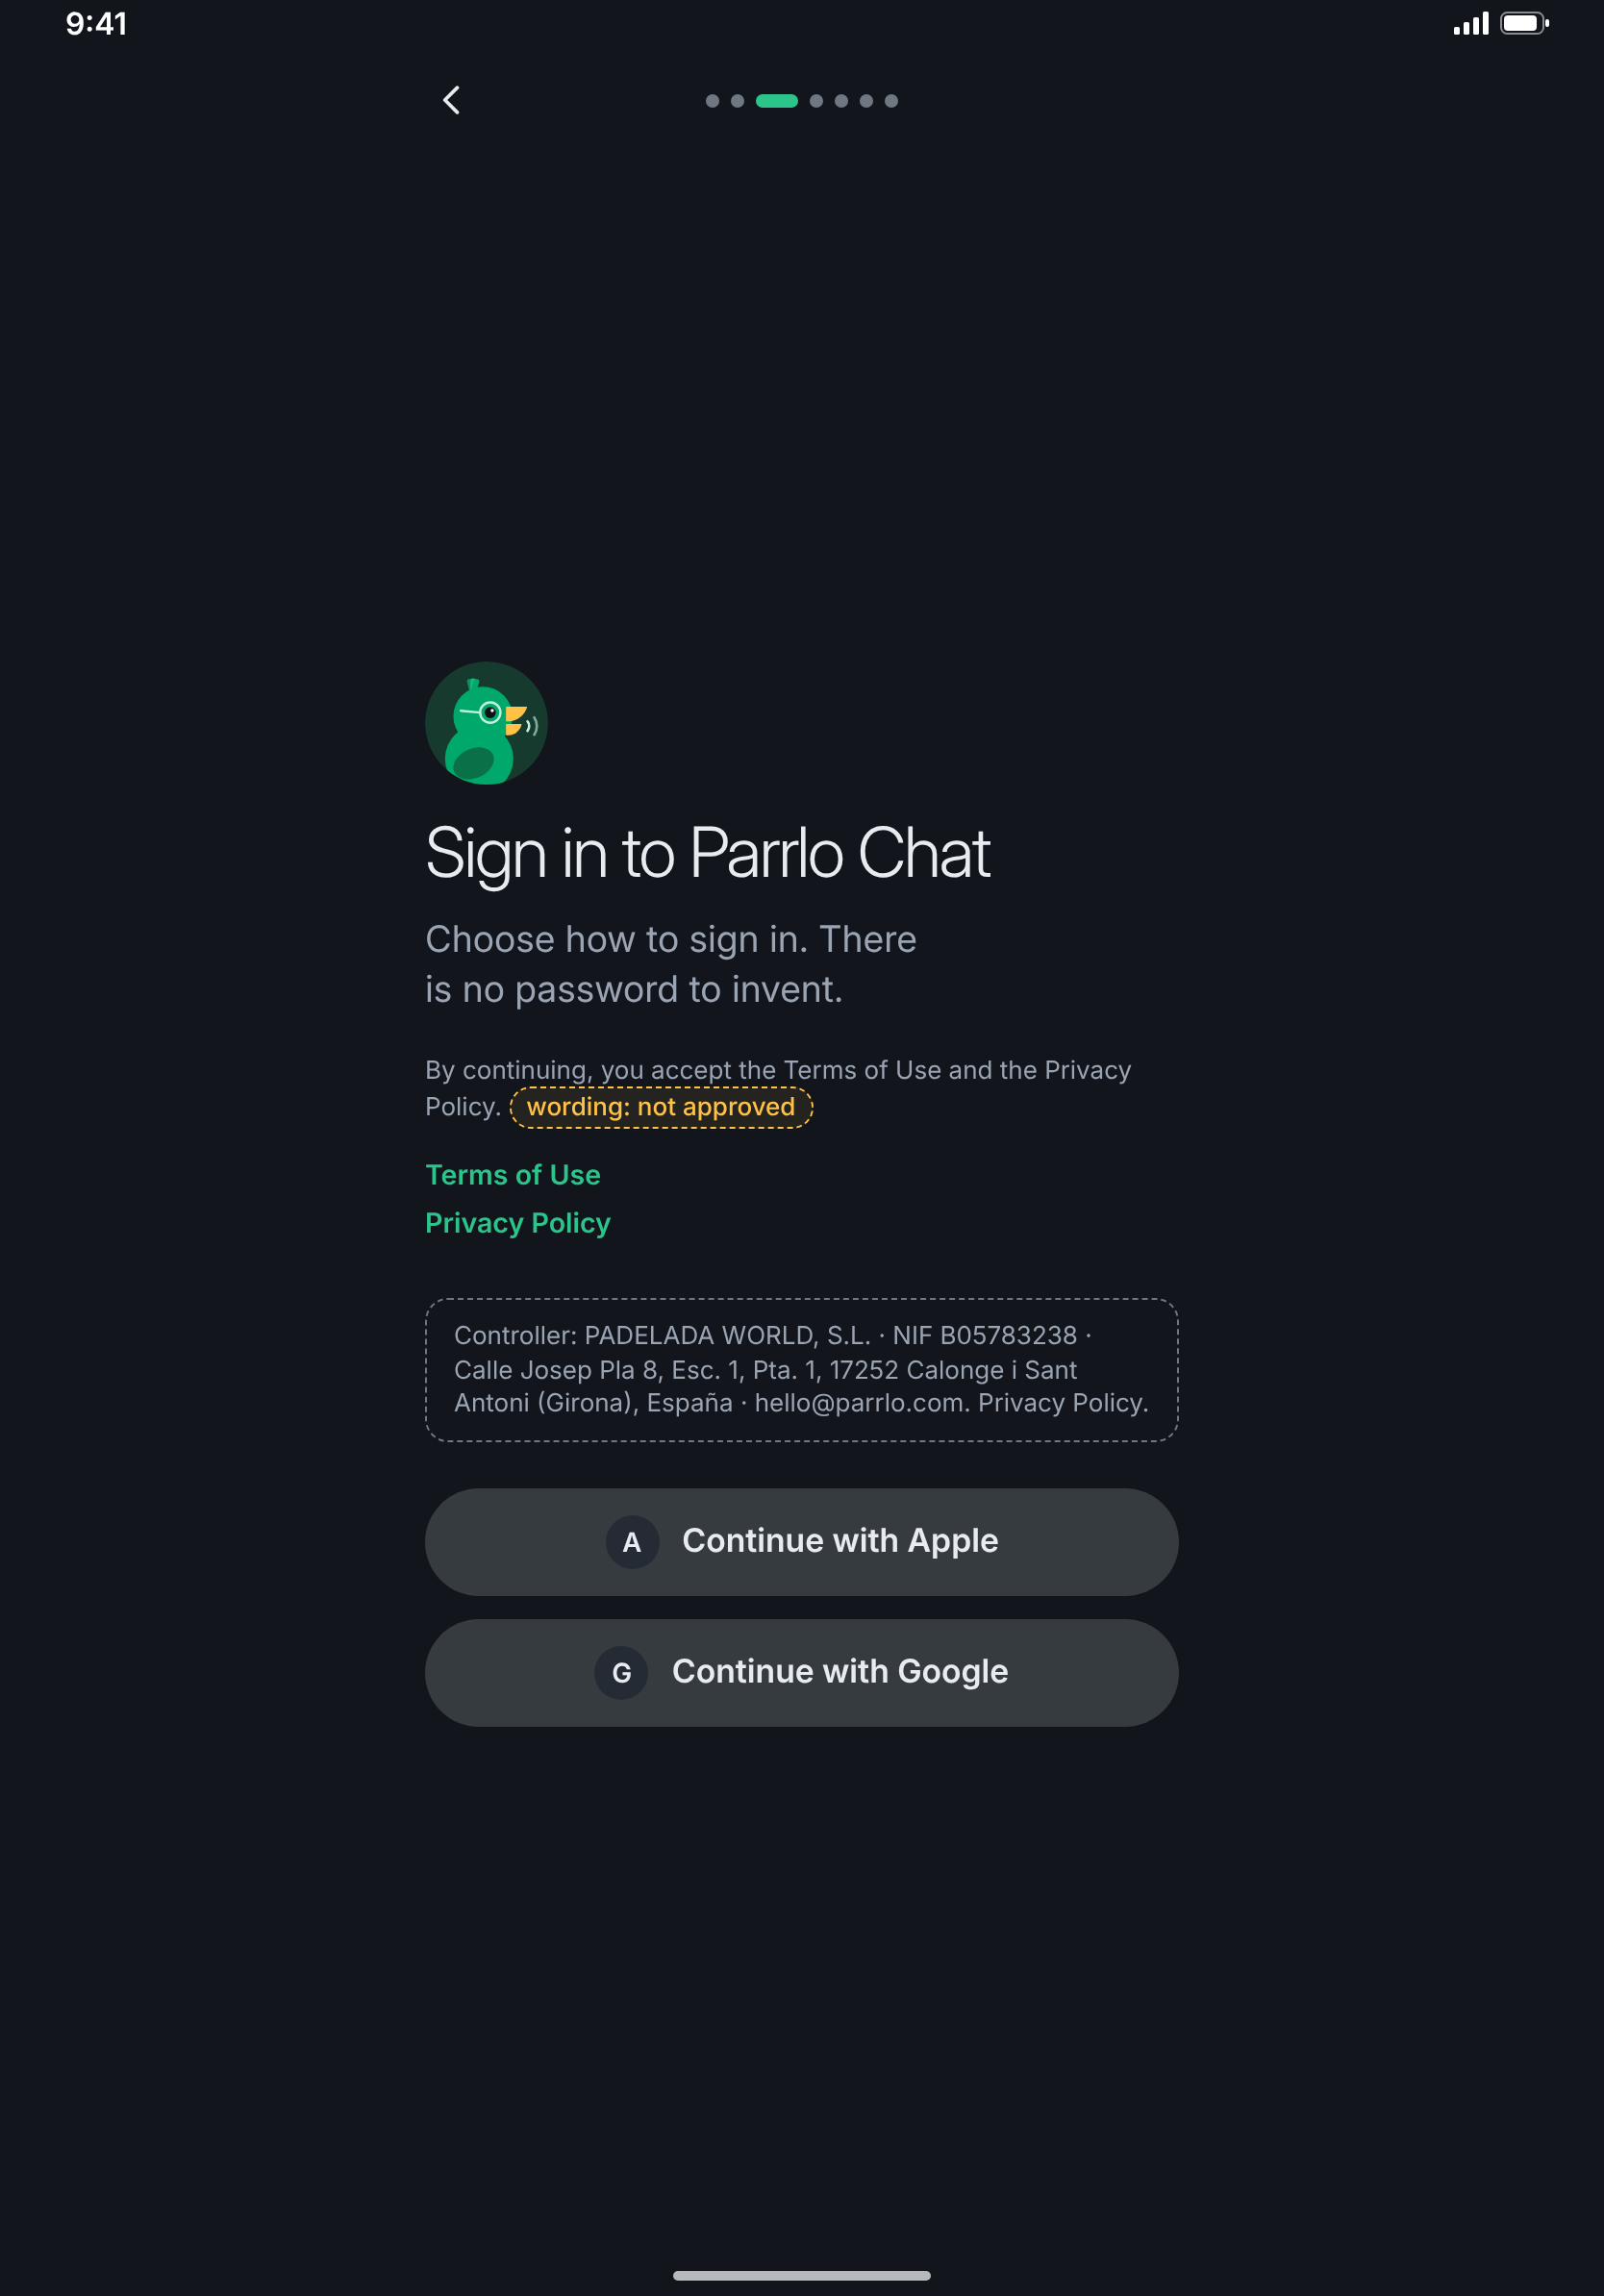 9:41
Sign in to Parrlo Chat
Choose how to sign in. There
is no password to invent.
By continuing, you accept the Terms of Use and the Privacy
Policy. wording: not approved
Terms of Use
Privacy Policy
Controller: PADELADA WORLD, S.L. · NIF B05783238 ·
Calle Josep Pla 8, Esc. 1, Pta. 1, 17252 Calonge i Sant
Antoni (Girona), España · hello@parrlo.com. Privacy Policy.
A Continue with Apple
G Continue with Google